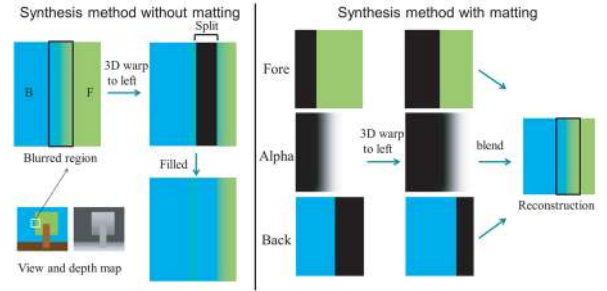 Synthesis method without matting
Split
B
F
3D warp
to left
Blurred region
Filled
View and depth map
Synthesis method with matting
Fore
Alpha
3D warp
to left
blend
Back
Reconstruction